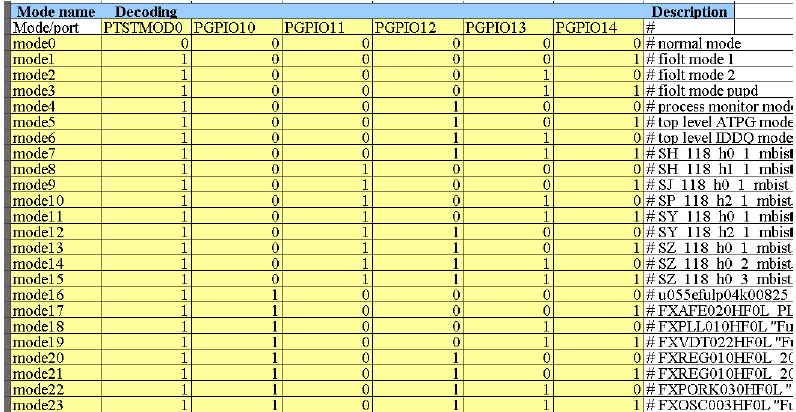 Mode name Decoding Description
Mode/port PTSTMOD0 PGPIO10 PGPIO11 PGPIO12 PGPIO13 PGPIO14 #
mode0 0 0 0 0 0 0 # normal mode
mode1 1 0 0 0 0 1 # fiolt mode 1
mode2 1 0 0 0 1 0 # fiolt mode 2
mode3 1 0 0 0 1 1 # fiolt mode pupd
mode4 1 0 0 1 0 0 # process monitor mode
mode5 1 0 0 1 0 1 # top level ATPG mode
mode6 1 0 0 1 1 0 # top level IDDQ mode
mode7 1 0 0 1 1 1 # SH_118_h0_1_mbist
mode8 1 0 1 0 0 0 # SH_118_h1_1_mbist
mode9 1 0 1 0 0 1 # SJ_118_h0_1_mbist
mode10 1 0 1 0 1 0 # SP_118_h2_1_mbist
mode11 1 0 1 0 1 1 # SY_118_h0_1_mbist
mode12 1 0 1 1 0 0 # SY_118_h2_1_mbist
mode13 1 0 1 1 0 1 # SZ_118_h0_1_mbist
mode14 1 0 1 1 1 0 # SZ_118_h0_2_mbist
mode15 1 0 1 1 1 1 # SZ_118_h0_3_mbist
mode16 1 1 0 0 0 0 # u055efulp04k00825
mode17 1 1 0 0 0 1 # FXAFE020HF0L_PL
mode18 1 1 0 0 1 0 # FXPLL010HF0L "Fu
mode19 1 1 0 0 1 1 # FXVDT022HF0L "Fu
mode20 1 1 0 1 0 0 # FXREG010HF0L_20
mode21 1 1 0 1 0 1 # FXREG010HF0L_20
mode22 1 1 0 1 1 0 # FXPORK030HF0L "
mode23 1 1 0 1 1 1 # FXOSC003HF0L "Fu